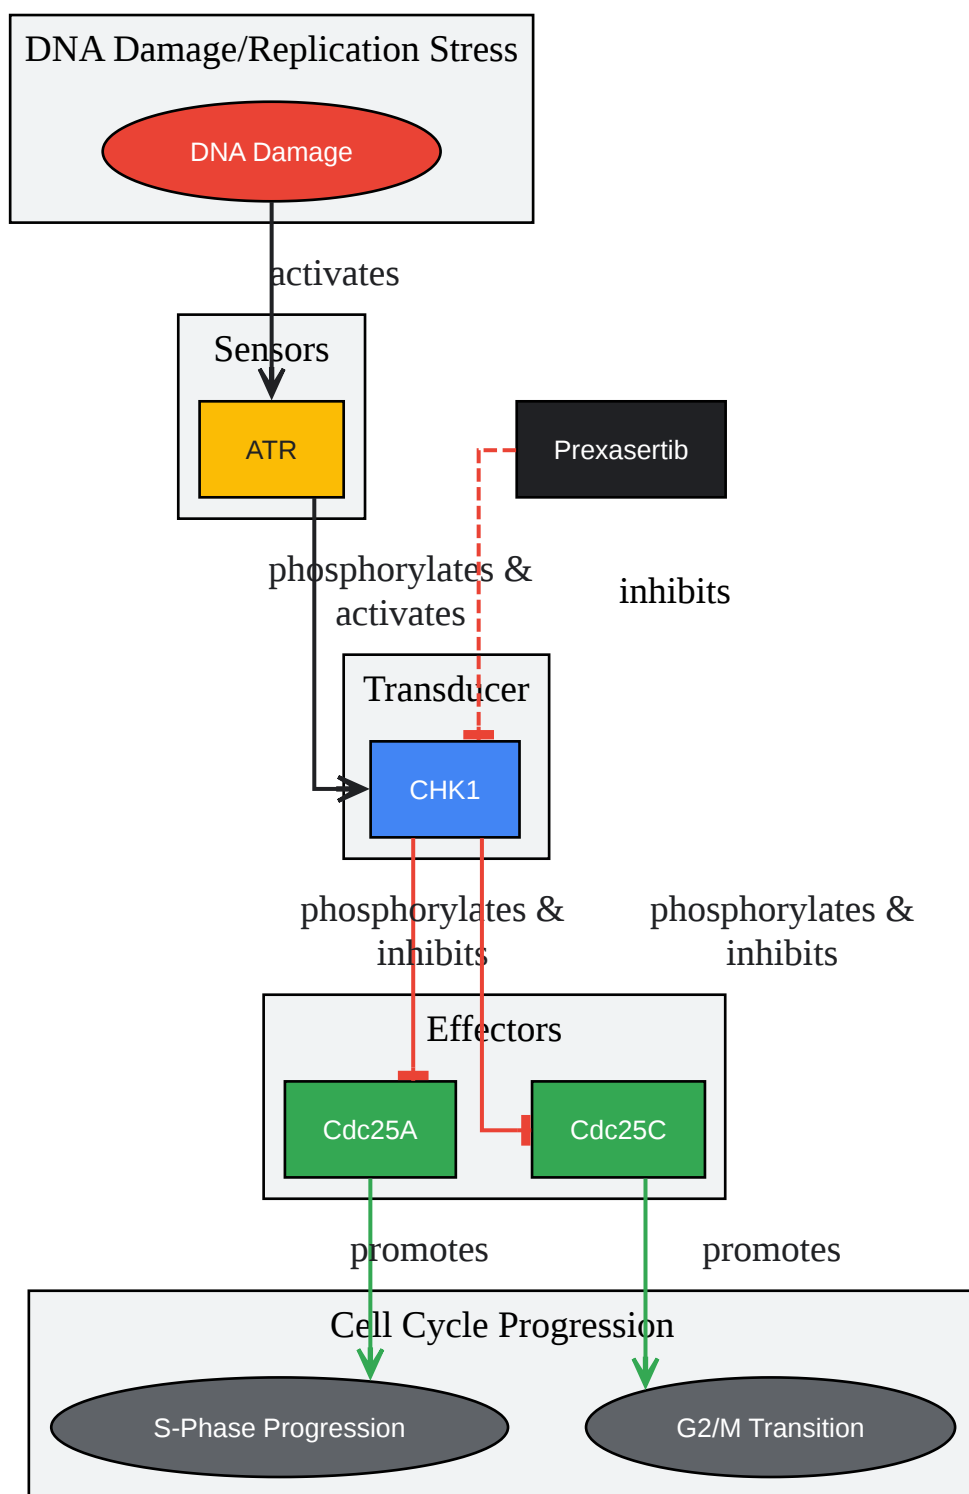 DNA Damage/Replication Stress
DNA Damage
activates
Sensors
ATR
Prexasertib
phosphorylates &
activates
inhibits
Transducer
CHK1
phosphorylates &
inhibits
phosphorylates &
inhibits
Effectors
Cdc25A
Cdc25C
promotes
promotes
Cell Cycle Progression
S-Phase Progression
G2/M Transition